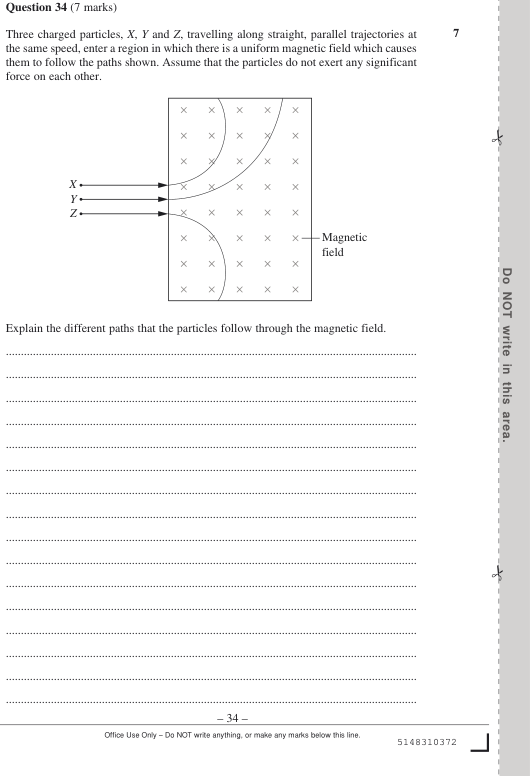 Question 34 (7 marks)
Three charged particles, X, Y and Z, travelling along straight, parallel trajectories at
7
the same speed, enter a region in which there is a uniform magnetic field which causes
them to follow the paths shown. Assume that the particles do not exert any significant
force on each other.
X
Y
Z
Magnetic
field
Explain the different paths that the particles follow through the magnetic field.
– 34 –
Office Use Only – Do NOT write anything, or make any marks below this line.
5148310372
Do NOT write in this area.